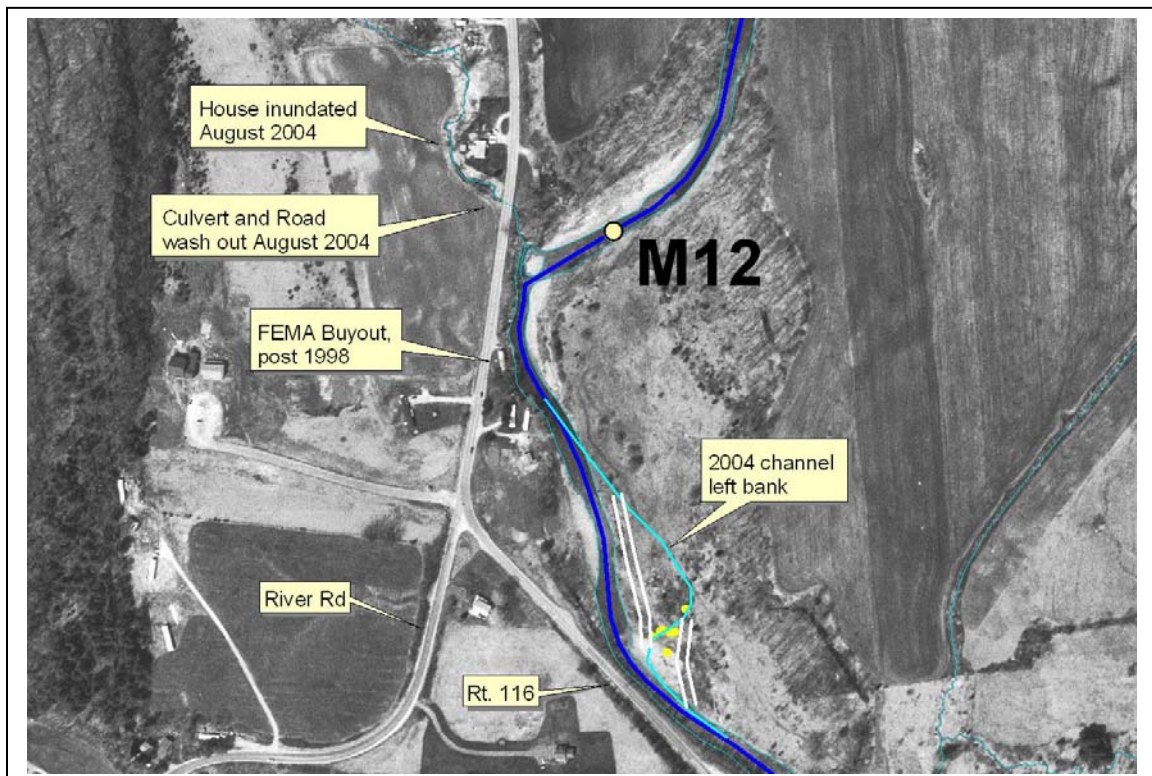 House inundated
August 2004
Culvert and Road
wash out August 2004
M12
FEMA Buyout,
post 1998
2004 channel
left bank
River Rd
Rt. 116